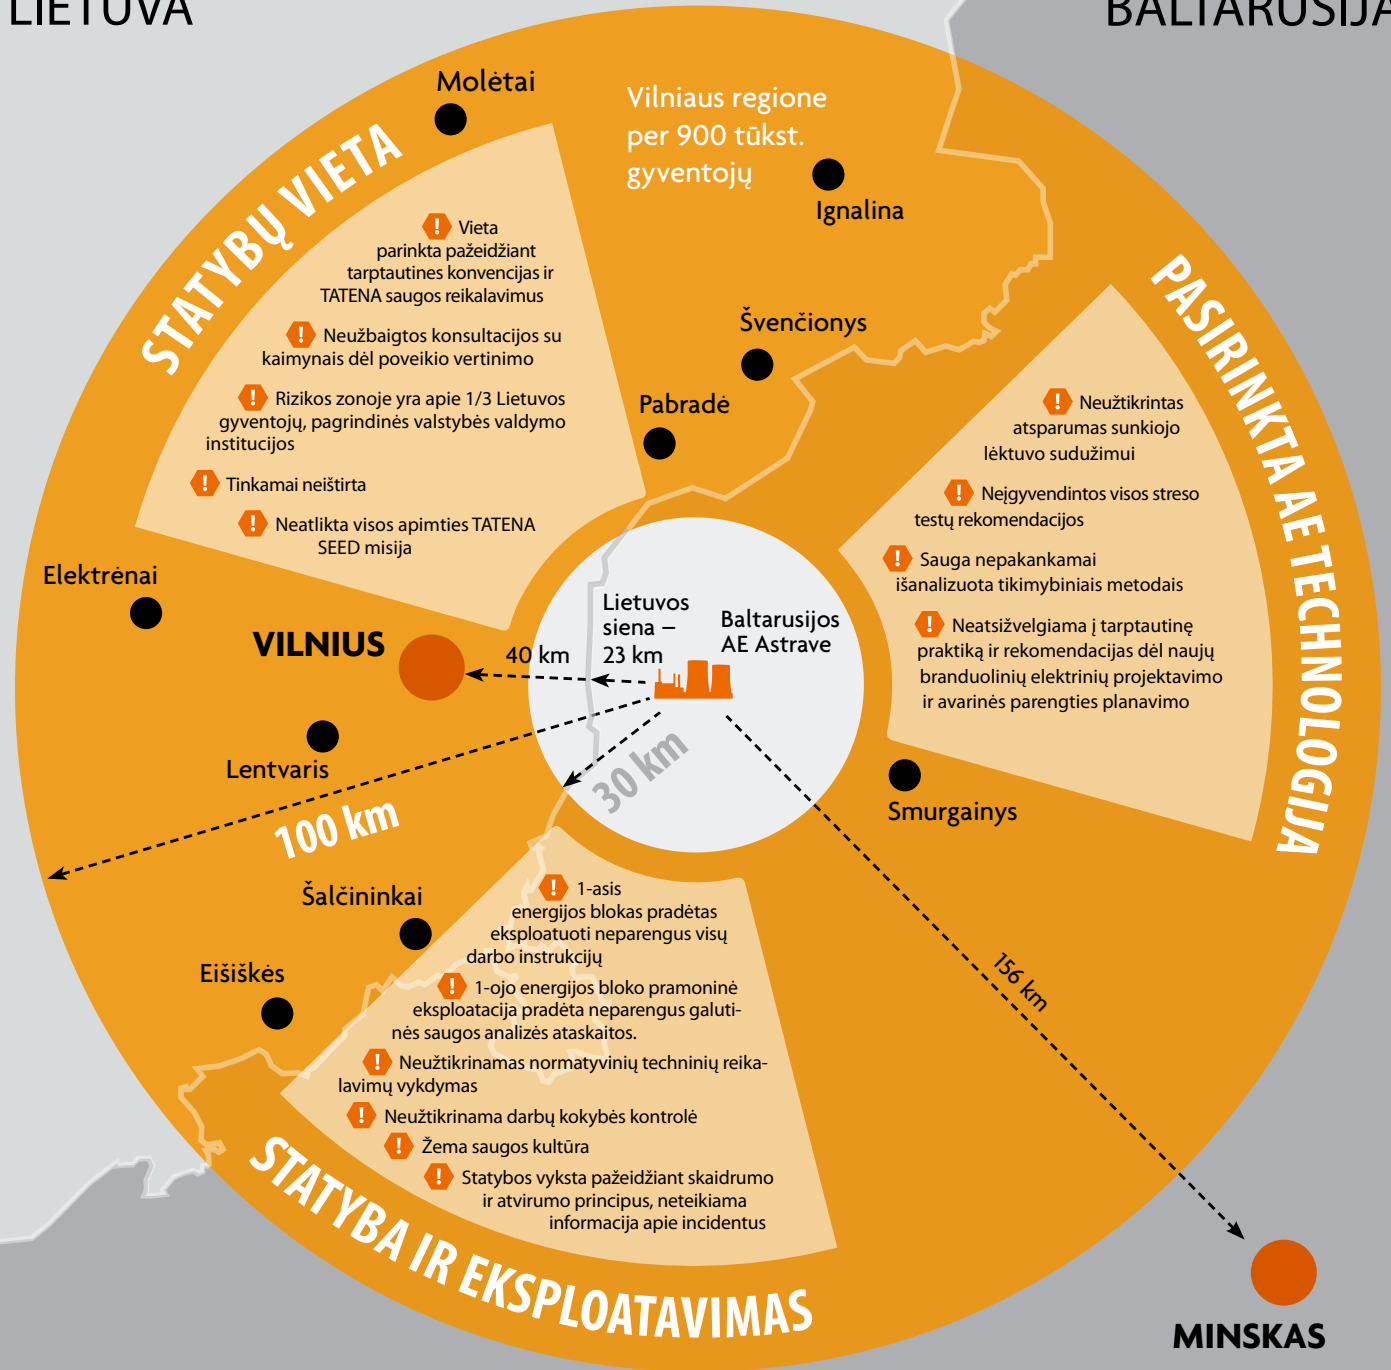 LIETUVA
BALTARUSIJA
Molėtai
Vilniaus regione
per 900 tūkst.
gyventojų
Ignalina
STATYBŲ VIETA
! Vieta
parinkta pažeidžiant
tarptautines konvencijas ir
TATENA saugos reikalavimus
! Neužbaigtos konsultacijos su
kaimynais dėl poveikio vertinimo
! Rizikos zonoje yra apie 1/3 Lietuvos
gyventojų, pagrindinės valstybės valdymo
institucijos
! Tinkamai neištirta
! Neatlikta visos apimties TATENA
SEED misija
Švenčionys
Pabradė
PASIRINKTA AE TECHNOLOGIJA
! Neužtikrintas
atsparumas sunkiojo
lėktuvo sudužimui
! Neįgyvendintos visos streso
testų rekomendacijos
! Sauga nepakankamai
išanalizuota tikimybiniais metodais
! Neatsižvelgiama į tarptautinę
praktiką ir rekomendacijas dėl naujų
branduolinių elektrinių projektavimo
ir avarinės parengties planavimo
Elektrėnai
VILNIUS
40 km
Lietuvos
siena –
23 km
Baltarusijos
AE Astrave
Lentvaris
30 km
100 km
Smurgainys
Šalčininkai
Eišiškės
! 1-asis
energijos blokas pradėtas
eksploatuoti neparengus visų
darbo instrukcijų
! 1-ojo energijos bloko pramoninė
eksploatacija pradėta neparengus galuti-
nės saugos analizės ataskaitos.
! Neužtikrinamas normatyvinių techninių reika-
lavimų vykdymas
! Neužtikrinama darbų kokybės kontrolė
! Žema saugos kultūra
! Statybos vyksta pažeidžiant skaidrumo
ir atvirumo principus, neteikiama
informacija apie incidentus
STATYBA IR EKSPLOATAVIMAS
156 km
MINSKAS